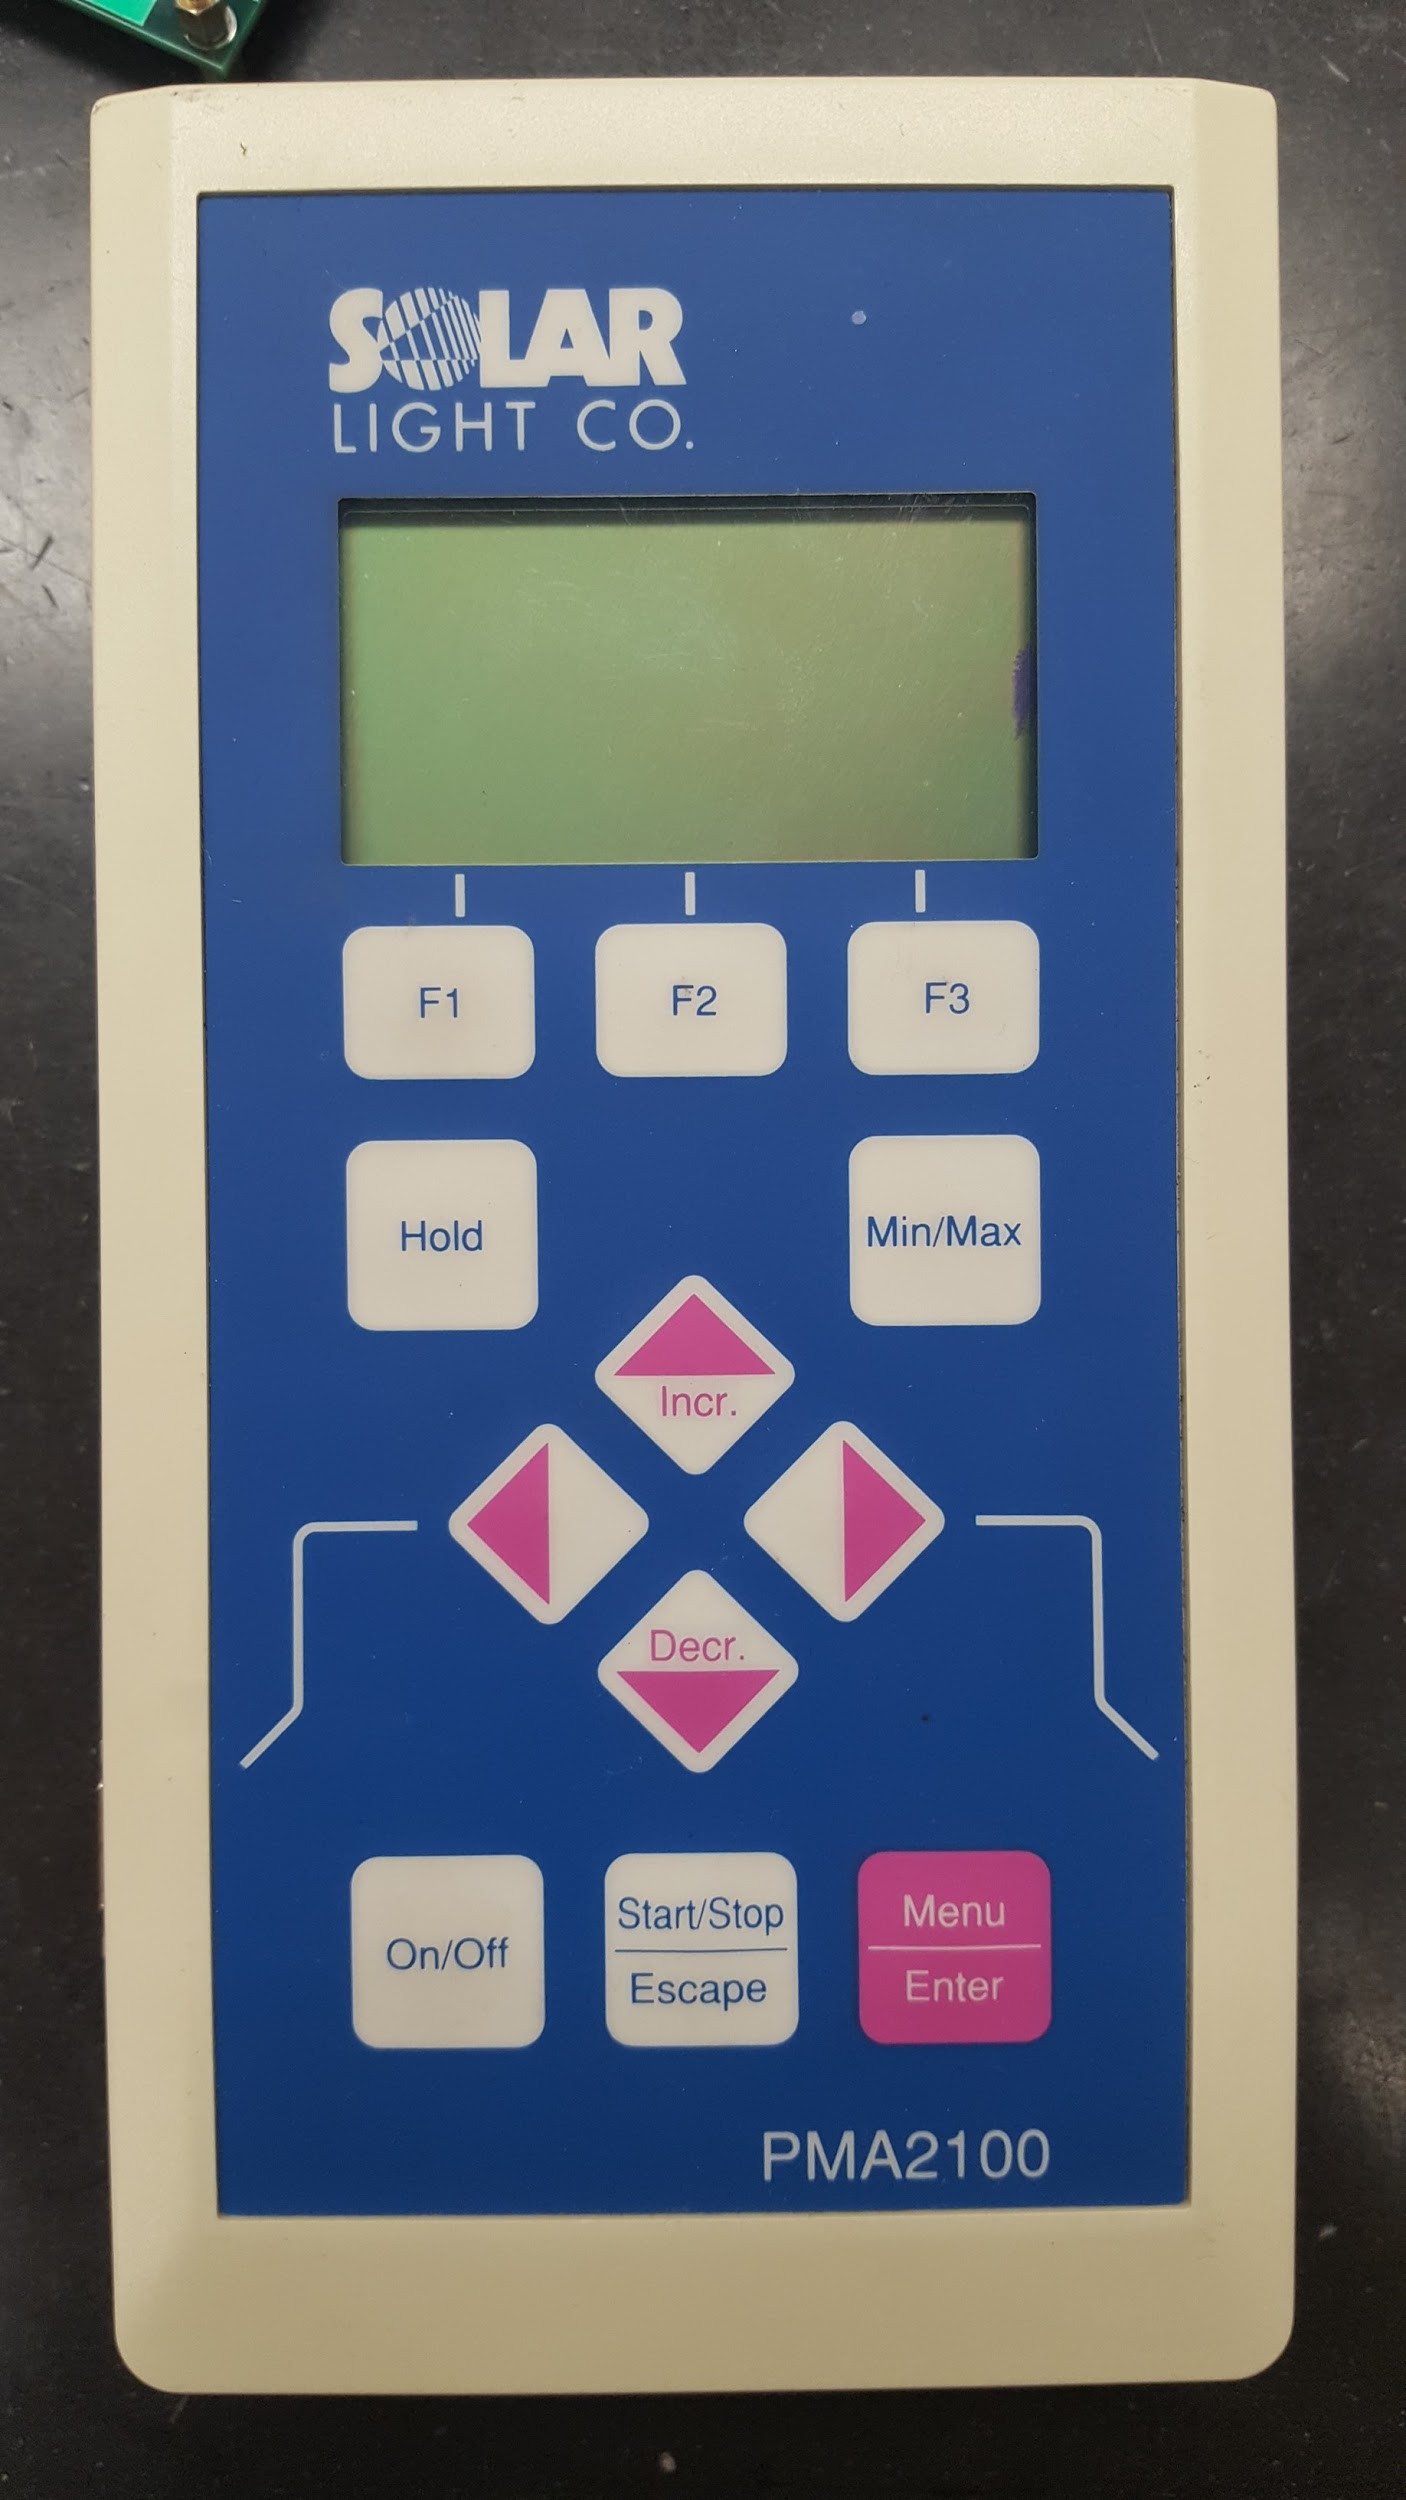 SOLAR
LIGHT CO.
F1 F2 F3
Hold Min/Max
Incr.
Decr.
On/Off
Start/Stop
Escape
Menu
Enter
PMA2100